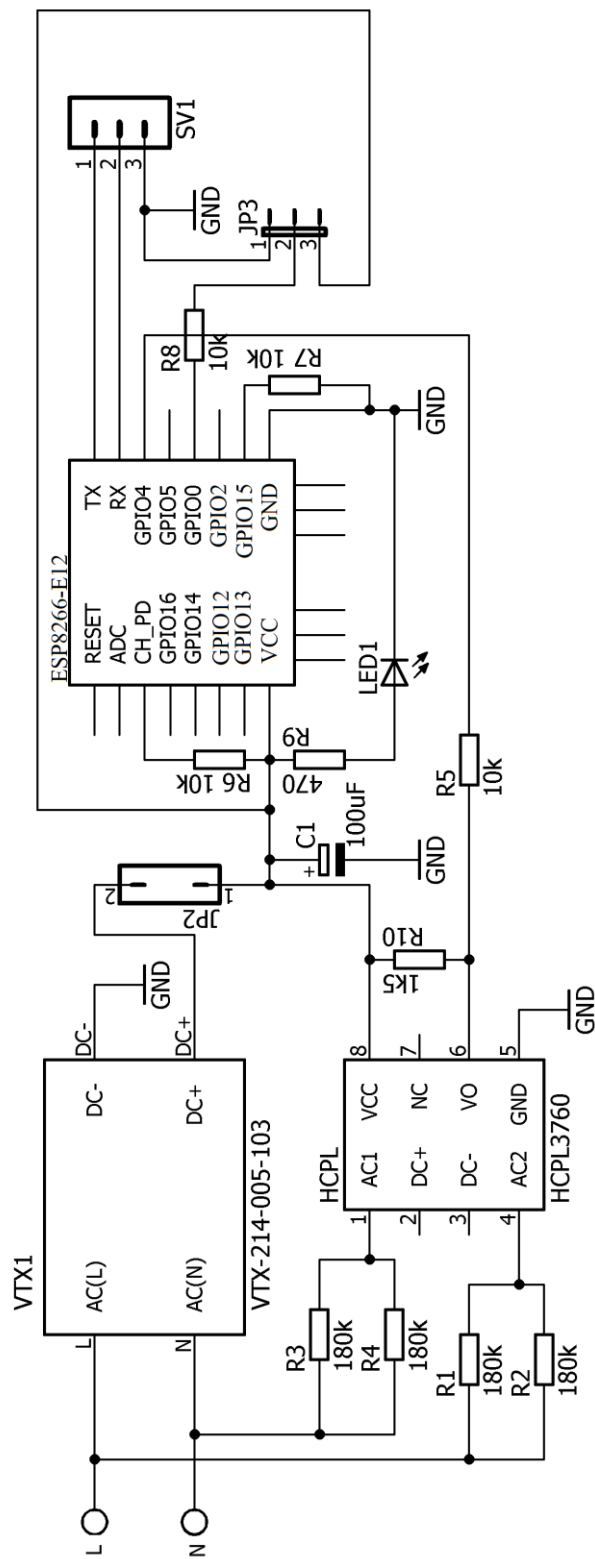 L
N
VTX1
L
N
AC(L)
AC(N)
DC-
DC+
DC-
DC+
VTX-214-005-103
GND
2
1
JP2
R3
180k
R4
180k
R1
180k
R2
180k
HCPL
1
2
3
4
AC1
DC+
DC-
AC2
VCC
NC
VO
GND
8
7
6
5
HCPL3760
GND
R10
1k5
C1
+
100uF
GND
R5
10k
R6 10k
R9
470
LED1
ESP8266-E12
RESET
ADC
CH_PD
GPIO16
GPIO14
GPIO12
GPIO13
VCC
TX
RX
GPIO4
GPIO5
GPIO0
GPIO2
GPIO15
GND
R8
10k
R7 10k
GND
JP3
1
2
3
GND
1
2
3
SV1